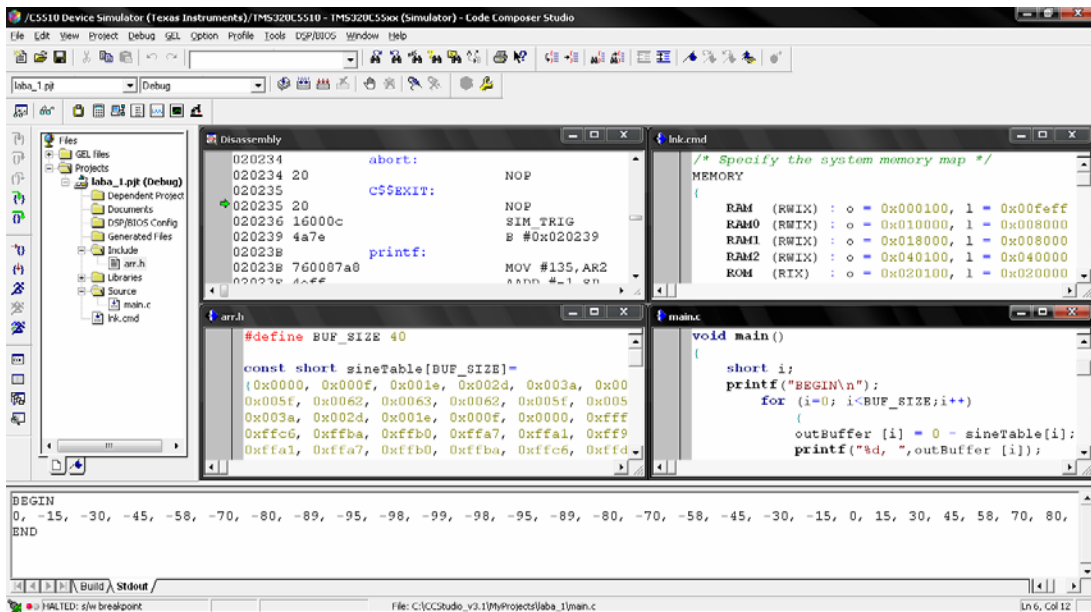 /C5510 Device Simulator (Texas Instruments)/TMS320C5510 - TMS320C55xx (Simulator) - Code Composer Studio
File Edit View Project Debug GEL Option Profile Tools DSP/BIOS Window Help
laba_1.pjt Debug
Files
GEL files
Projects
laba_1.pjt (Debug)
Dependent Project
Documents
DSP/BIOS Config
Generated Files
Include
arr.h
Libraries
Source
main.c
lnk.cmd
Disassembly
020234 abort:
020234 20 NOP
020235 C$$EXIT:
020235 20 NOP
020236 16000c SIM_TRIG
020239 4a7e B #0x020239
02023B printf:
02023B 760087a8 MOV #135,AR2
02023F 4eff AADD #-1,SP
lnk.cmd
/* Specify the system memory map */
MEMORY
{
RAM (RWIX) : o = 0x000100, l = 0x00feff
RAM0 (RWIX) : o = 0x010000, l = 0x008000
RAM1 (RWIX) : o = 0x018000, l = 0x008000
RAM2 (RWIX) : o = 0x040100, l = 0x040000
ROM (RIX) : o = 0x020100, l = 0x020000
arr.h
#define BUF_SIZE 40
const short sineTable[BUF_SIZE]=
{0x0000, 0x000f, 0x001e, 0x002d, 0x003a, 0x00
0x005f, 0x0062, 0x0063, 0x0062, 0x005f, 0x005
0x003a, 0x002d, 0x001e, 0x000f, 0x0000, 0xfff
0xffc6, 0xffba, 0xffb0, 0xffa7, 0xffa1, 0xff9
0xffa1, 0xffa7, 0xffb0, 0xffba, 0xffc6, 0xffd
main.c
void main()
{
short i;
printf("BEGIN\n");
for (i=0; i<BUF_SIZE;i++)
{
outBuffer [i] = 0 - sineTable[i];
printf("%d, ",outBuffer [i]);
BEGIN
0, -15, -30, -45, -58, -70, -80, -89, -95, -98, -99, -98, -95, -89, -80, -70, -58, -45, -30, -15, 0, 15, 30, 45, 58, 70, 80,
END
Build Stdout
HALTED: s/w breakpoint File: C:\CCStudio_v3.1\MyProjects\laba_1\main.c Ln 6, Col 12